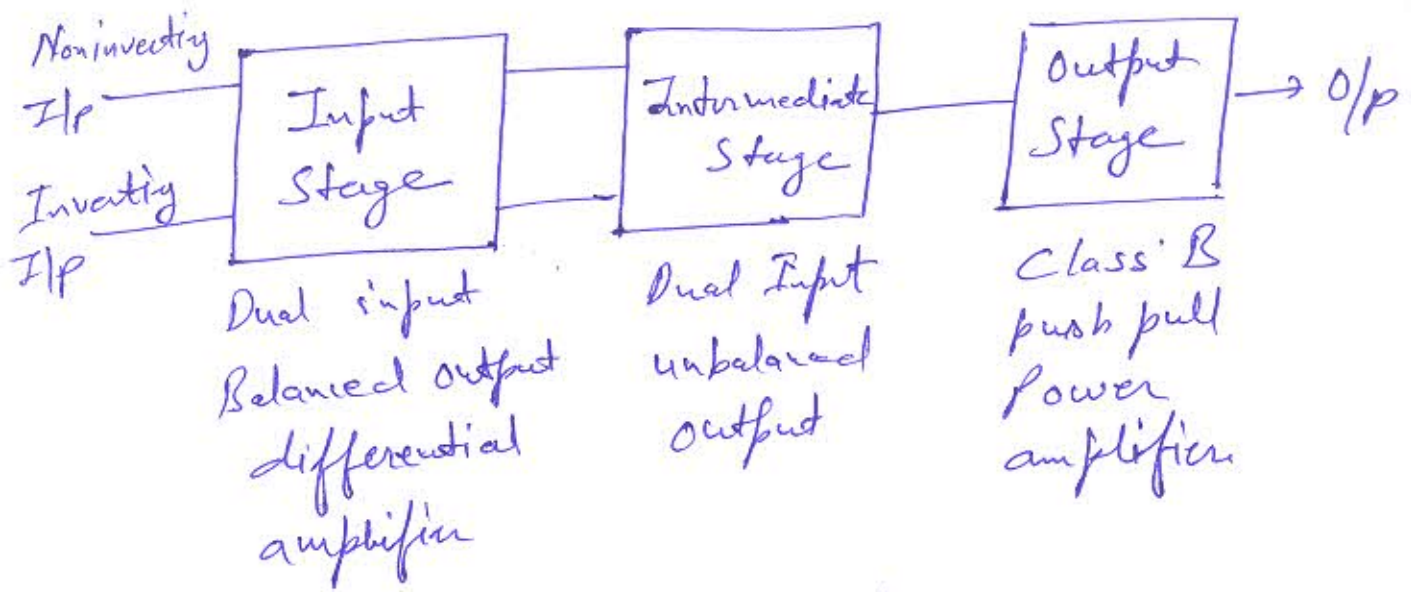 Noninverting
I/p
Inverting
I/p
Input
Stage
Dual input
Balanced output
differential
amplifier
Intermediate
Stage
Dual Input
unbalanced
output
Output
Stage
O/p
Class B
push pull
Power
amplifier